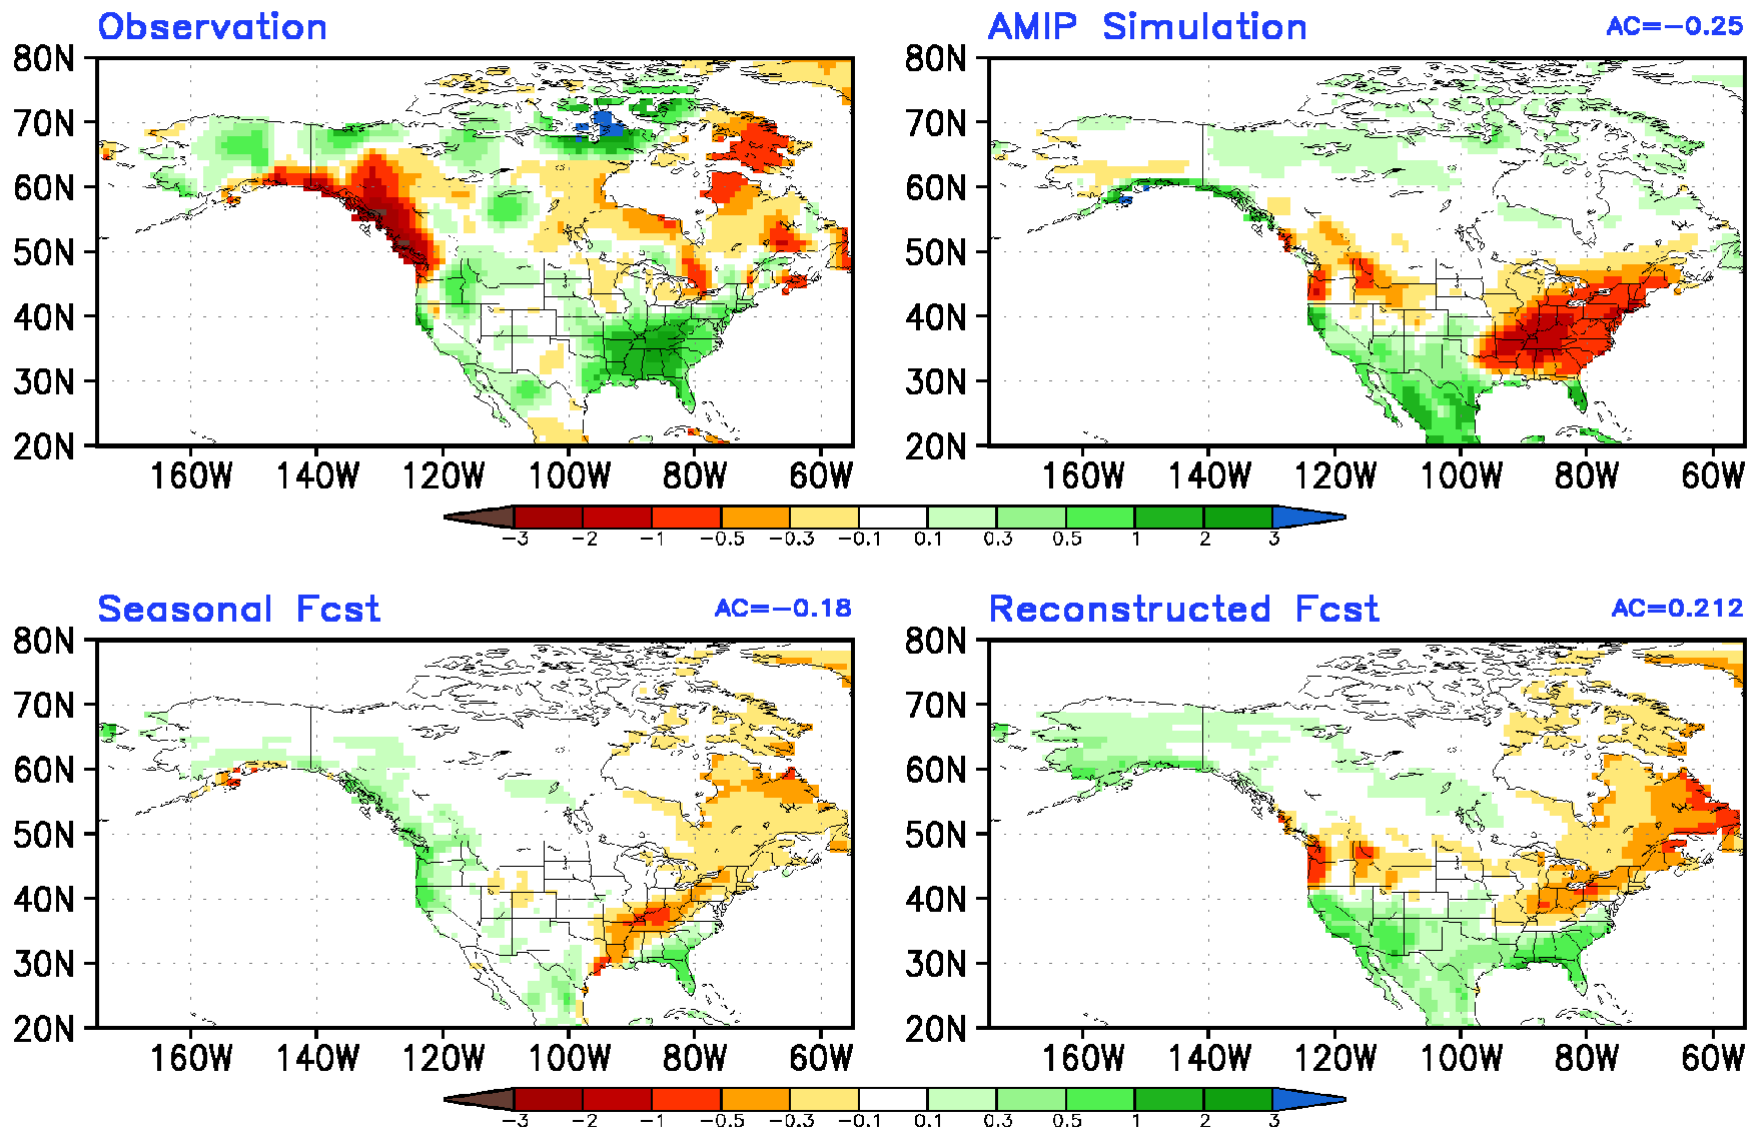 Observation
AMIP Simulation AC=-0.25
80N 80N
70N 70N
60N 60N
50N 50N
40N 40N
30N 30N
20N 20N
160W 140W 120W 100W 80W 60W 160W 140W 120W 100W 80W 60W
-3 -2 -1 -0.5 -0.3 -0.1 0.1 0.3 0.5 1 2 3
Seasonal Fcst AC=-0.18
Reconstructed Fcst AC=0.212
80N 80N
70N 70N
60N 60N
50N 50N
40N 40N
30N 30N
20N 20N
160W 140W 120W 100W 80W 60W 160W 140W 120W 100W 80W 60W
-3 -2 -1 -0.5 -0.3 -0.1 0.1 0.3 0.5 1 2 3